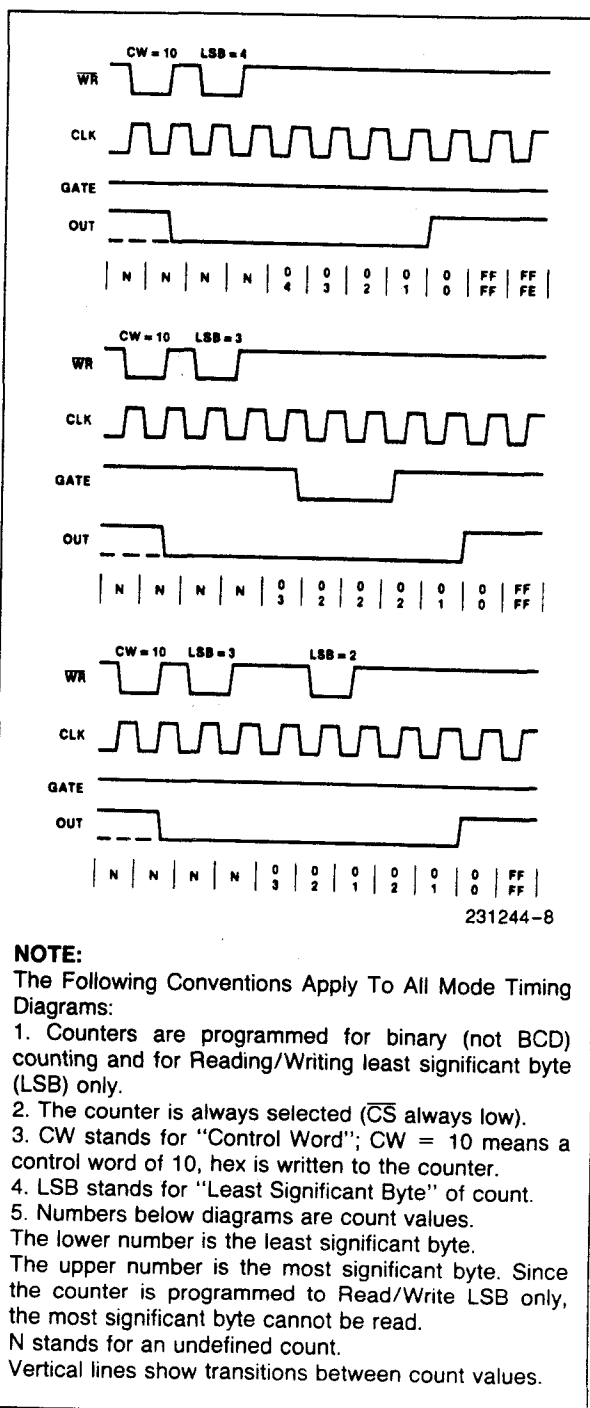 CW = 10 LSB = 4
WR
CLK
GATE
OUT
N N N N 0 0 0 0 0 FF FF
4 3 2 1 0 FF FE
CW = 10 LSB = 3
WR
CLK
GATE
OUT
N N N N 0 0 0 0 0 0 FF
3 2 2 2 1 0 FF
CW = 10 LSB = 3 LSB = 2
WR
CLK
GATE
OUT
N N N N 0 0 0 0 0 0 FF
3 2 1 2 1 0 FF
231244-8
NOTE:
The Following Conventions Apply To All Mode Timing
Diagrams:
1. Counters are programmed for binary (not BCD)
counting and for Reading/Writing least significant byte
(LSB) only.
2. The counter is always selected (C̅S̅ always low).
3. CW stands for "Control Word"; CW = 10 means a
control word of 10, hex is written to the counter.
4. LSB stands for "Least Significant Byte" of count.
5. Numbers below diagrams are count values.
The lower number is the least significant byte.
The upper number is the most significant byte. Since
the counter is programmed to Read/Write LSB only,
the most significant byte cannot be read.
N stands for an undefined count.
Vertical lines show transitions between count values.